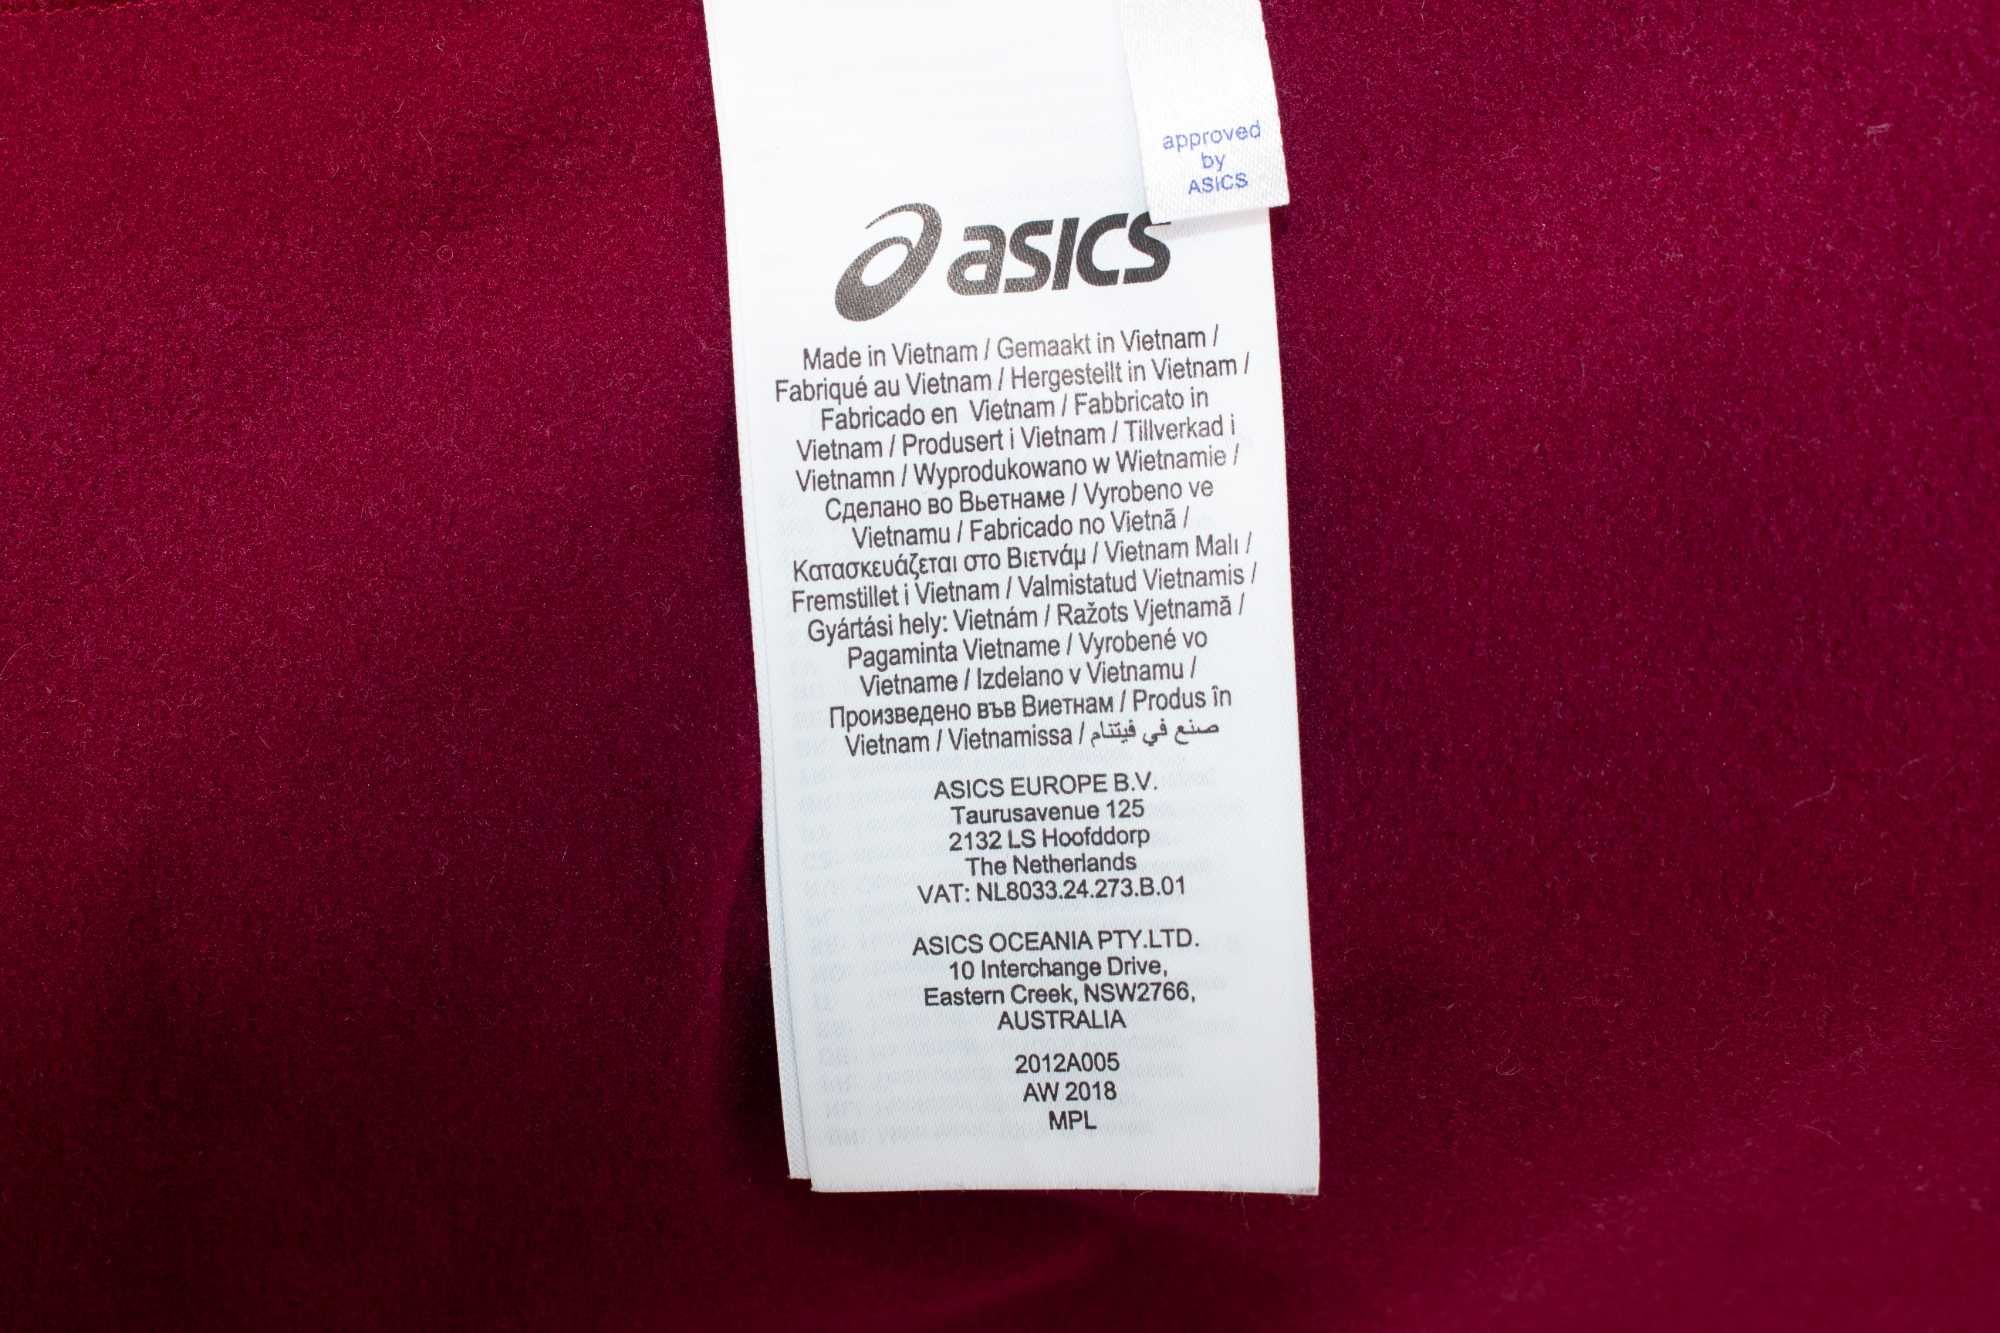 approved
by
ASICS
asics
Made in Vietnam / Gemaakt in Vietnam /
Fabriqué au Vietnam / Hergestellt in Vietnam /
Fabricado en Vietnam / Fabbricato in
Vietnam / Produsert i Vietnam / Tillverkad i
Vietnamn / Wyprodukowano w Wietnamie /
Сделано во Вьетнаме / Vyrobeno ve
Vietnamu / Fabricado no Vietnã /
Κατασκευάζεται στο Βιετνάμ / Vietnam Malı /
Fremstillet i Vietnam / Valmistatud Vietnamis /
Gyártási hely: Vietnám / Ražots Vjetnamā /
Pagaminta Vietname / Vyrobené vo
Vietname / Izdelano v Vietnamu /
Произведено във Виетнам / Produs în
Vietnam / Vietnamissa / صنع في فيتنام
ASICS EUROPE B.V.
Taurusavenue 125
2132 LS Hoofddorp
The Netherlands
VAT: NL8033.24.273.B.01
ASICS OCEANIA PTY.LTD.
10 Interchange Drive,
Eastern Creek, NSW2766,
AUSTRALIA
2012A005
AW 2018
MPL